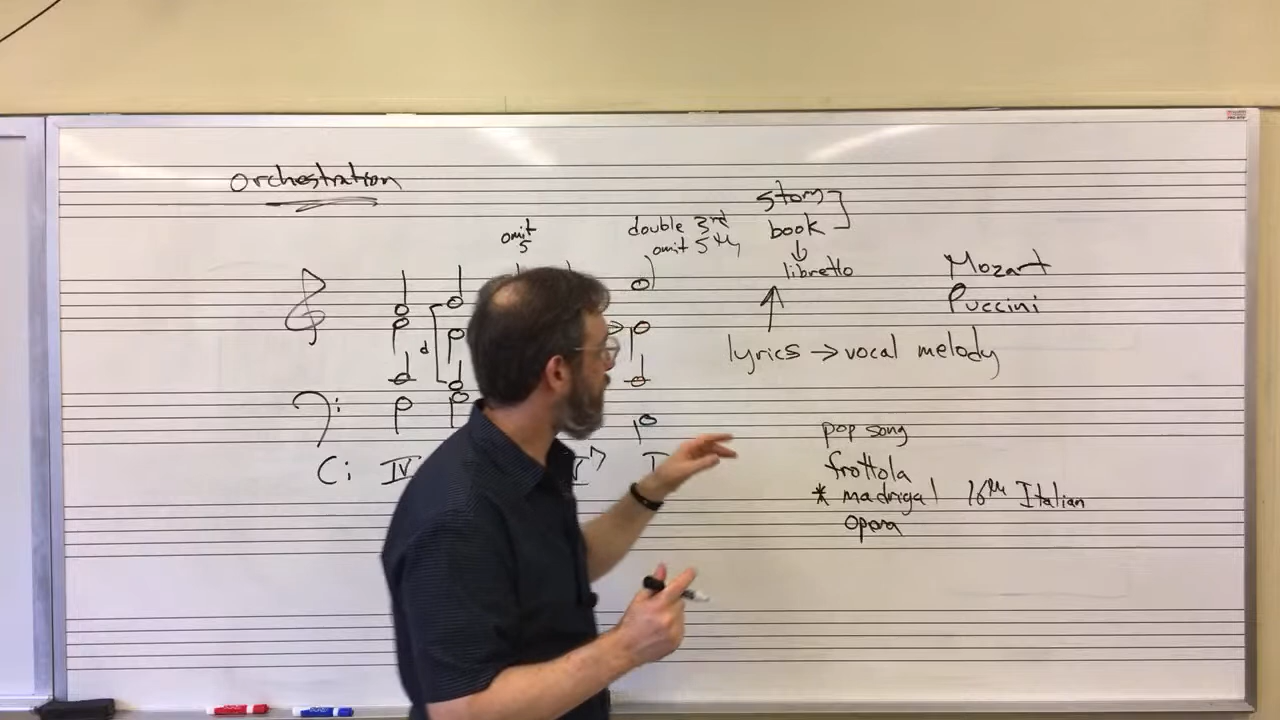 Orchestration
omit
5
double 3rd
omit 5th
story
book
↓
libretto
lyrics → vocal melody
Mozart
Puccini
d
C: IV V7 I
pop song
frottola
* madrigal 16th Italian
opera